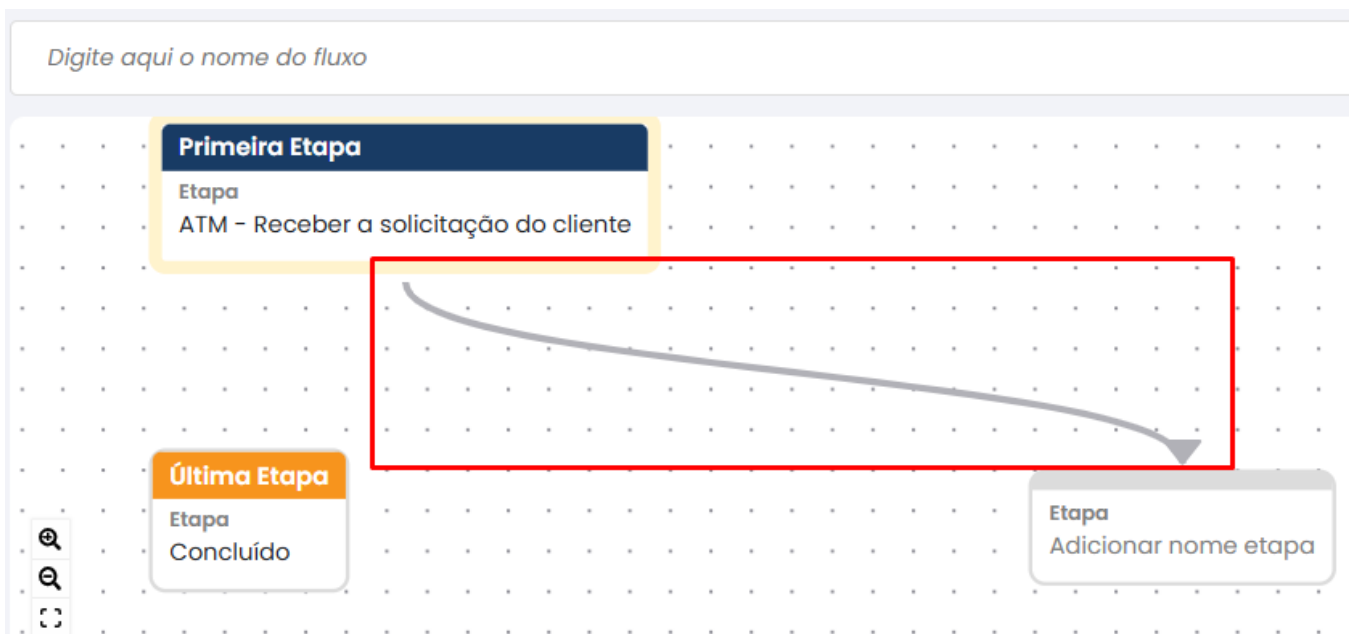 Digite aqui o nome do fluxo
Primeira Etapa
Etapa
ATM - Receber a solicitação do cliente
Última Etapa
Etapa
Concluído
Etapa
Adicionar nome etapa